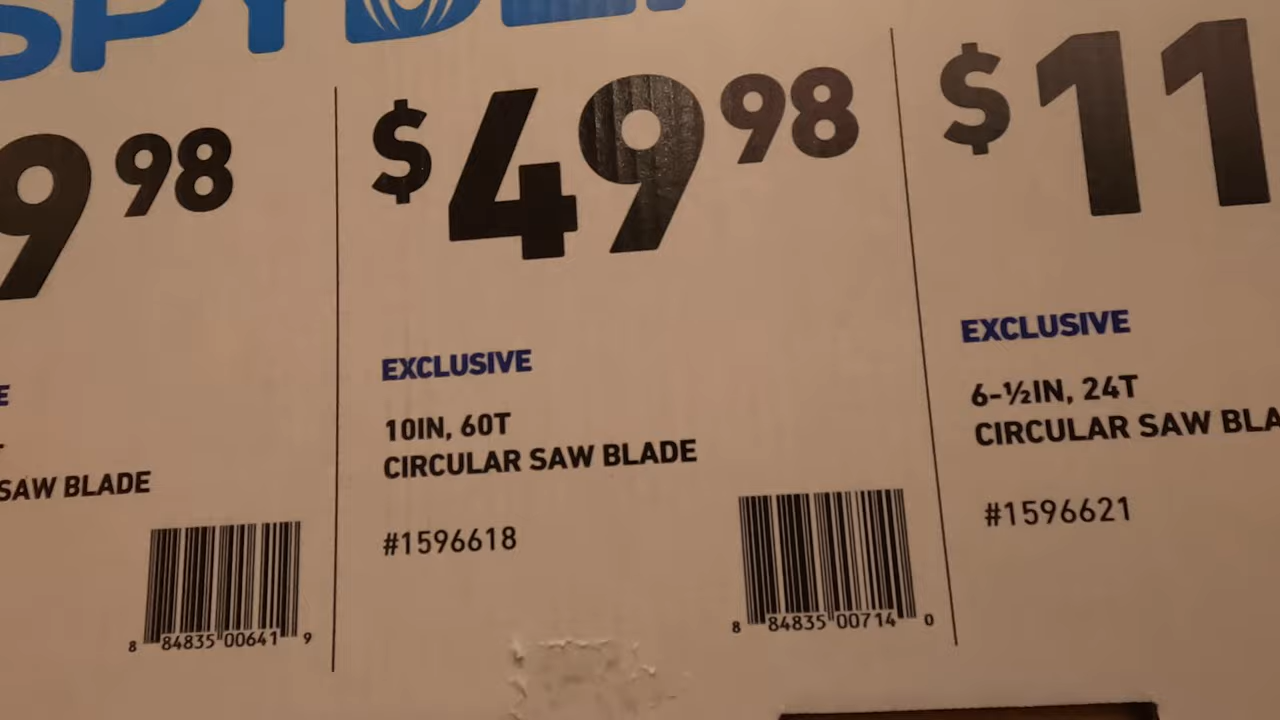 SPYDER
9 98
SAW BLADE
8 84835 00641 9
$49 98
EXCLUSIVE
10IN, 60T
CIRCULAR SAW BLADE
#1596618
8 84835 00714 0
$11
EXCLUSIVE
6-½IN, 24T
CIRCULAR SAW BLA
#1596621